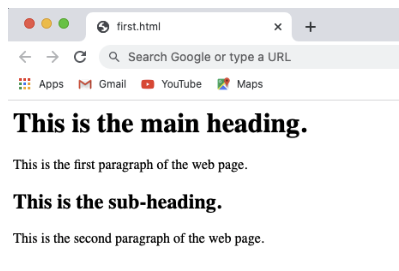 first.html
Search Google or type a URL
Apps Gmail YouTube Maps
This is the main heading.
This is the first paragraph of the web page.
This is the sub-heading.
This is the second paragraph of the web page.